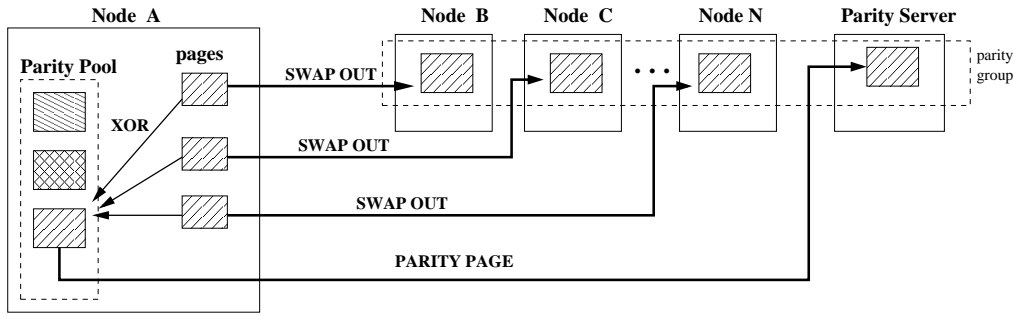 Node A
Node B
Node C
Node N
Parity Server
Parity Pool
pages
XOR
SWAP OUT
SWAP OUT
SWAP OUT
PARITY PAGE
• • •
parity
group